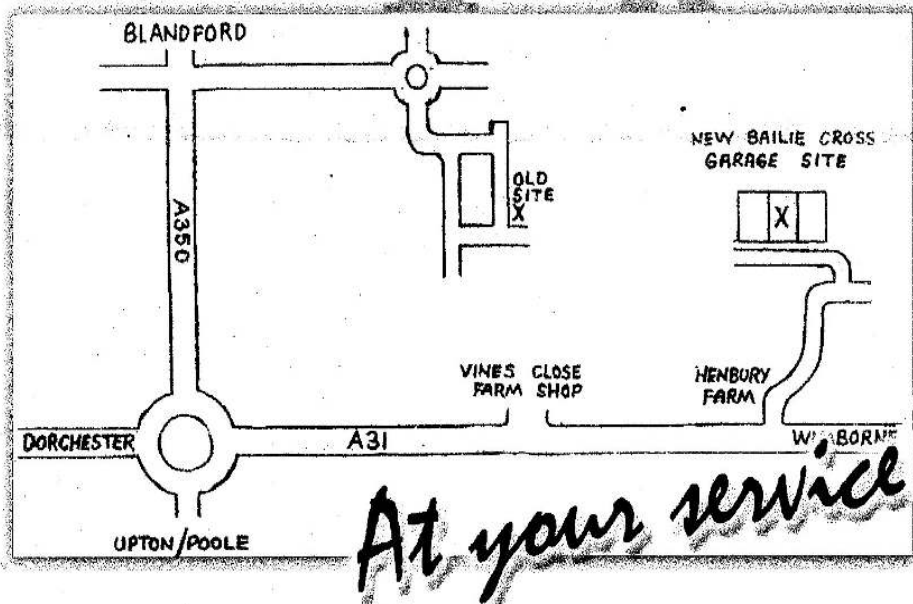 BLANDFORD
NEW BAILIE CROSS
GARAGE SITE
OLD
SITE
X
X
A350
VINES CLOSE
FARM SHOP
HENBURY
FARM
DORCHESTER
A31
WIMBORNE
At your service
UPTON/POOLE